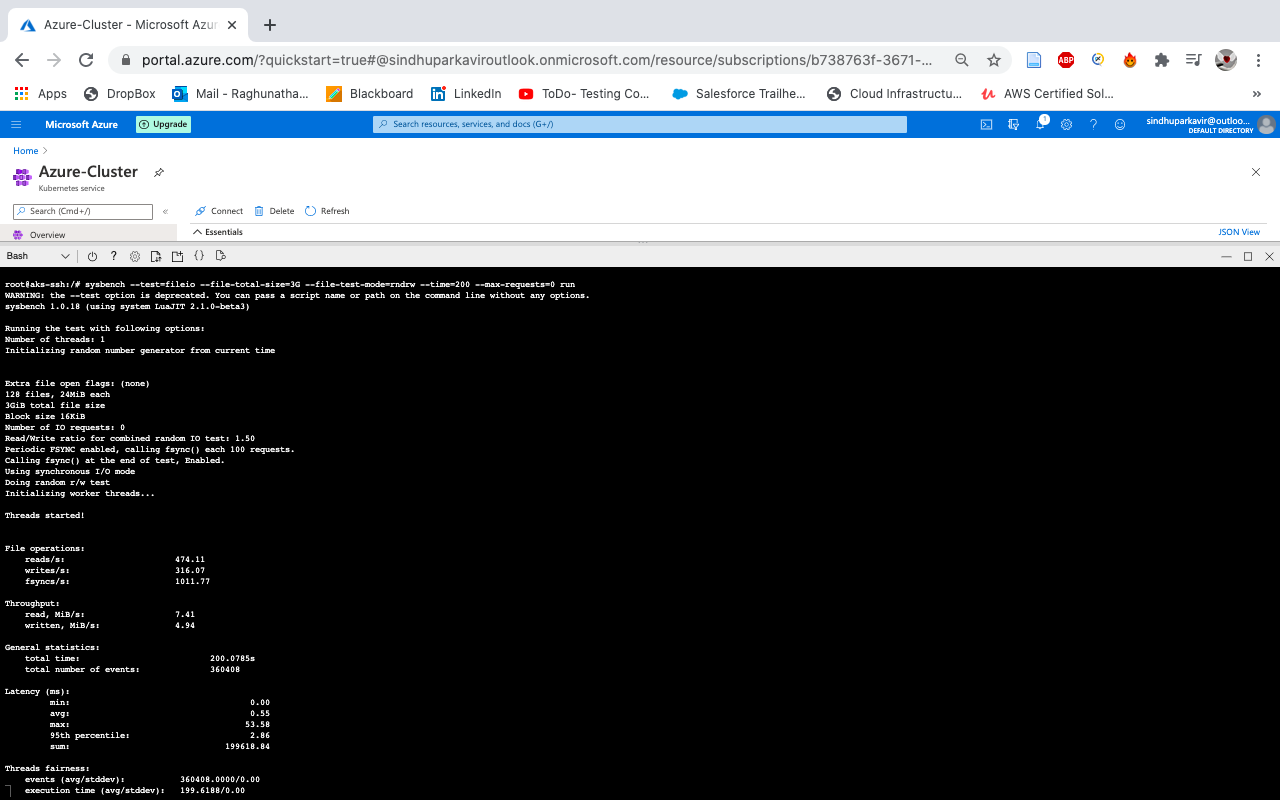 Azure-Cluster - Microsoft Azur
portal.azure.com/?quickstart=true#@sindhuparkaviroutlook.onmicrosoft.com/resource/subscriptions/b738763f-3671-...
ABP
Apps DropBox Mail - Raghunatha... Blackboard LinkedIn ToDo- Testing Co... Salesforce Trailhe... Cloud Infrastructu... AWS Certified Sol... »
Microsoft Azure Upgrade Search resources, services, and docs (G+/) 1 sindhuparkavir@outloo...
DEFAULT DIRECTORY
Home >
Azure-Cluster
Kubernetes service
Search (Cmd+/) « Connect Delete Refresh
Overview Essentials JSON View
Bash ? {}
root@aks-ssh:/# sysbench --test=fileio --file-total-size=3G --file-test-mode=rndrw --time=200 --max-requests=0 run
WARNING: the --test option is deprecated. You can pass a script name or path on the command line without any options.
sysbench 1.0.18 (using system LuaJIT 2.1.0-beta3)
Running the test with following options:
Number of threads: 1
Initializing random number generator from current time
Extra file open flags: (none)
128 files, 24MiB each
3GiB total file size
Block size 16KiB
Number of IO requests: 0
Read/Write ratio for combined random IO test: 1.50
Periodic FSYNC enabled, calling fsync() each 100 requests.
Calling fsync() at the end of test, Enabled.
Using synchronous I/O mode
Doing random r/w test
Initializing worker threads...
Threads started!
File operations:
reads/s: 474.11
writes/s: 316.07
fsyncs/s: 1011.77
Throughput:
read, MiB/s: 7.41
written, MiB/s: 4.94
General statistics:
total time: 200.0785s
total number of events: 360408
Latency (ms):
min: 0.00
avg: 0.55
max: 53.58
95th percentile: 2.86
sum: 199618.84
Threads fairness:
events (avg/stddev): 360408.0000/0.00
execution time (avg/stddev): 199.6188/0.00